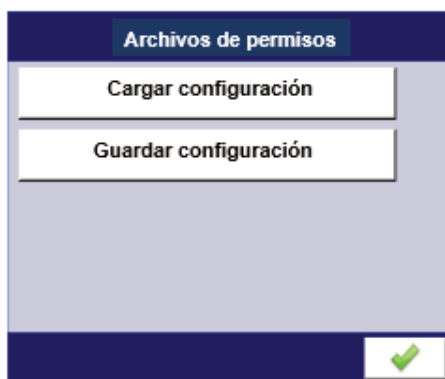 Archivos de permisos
Cargar configuración
Guardar configuración